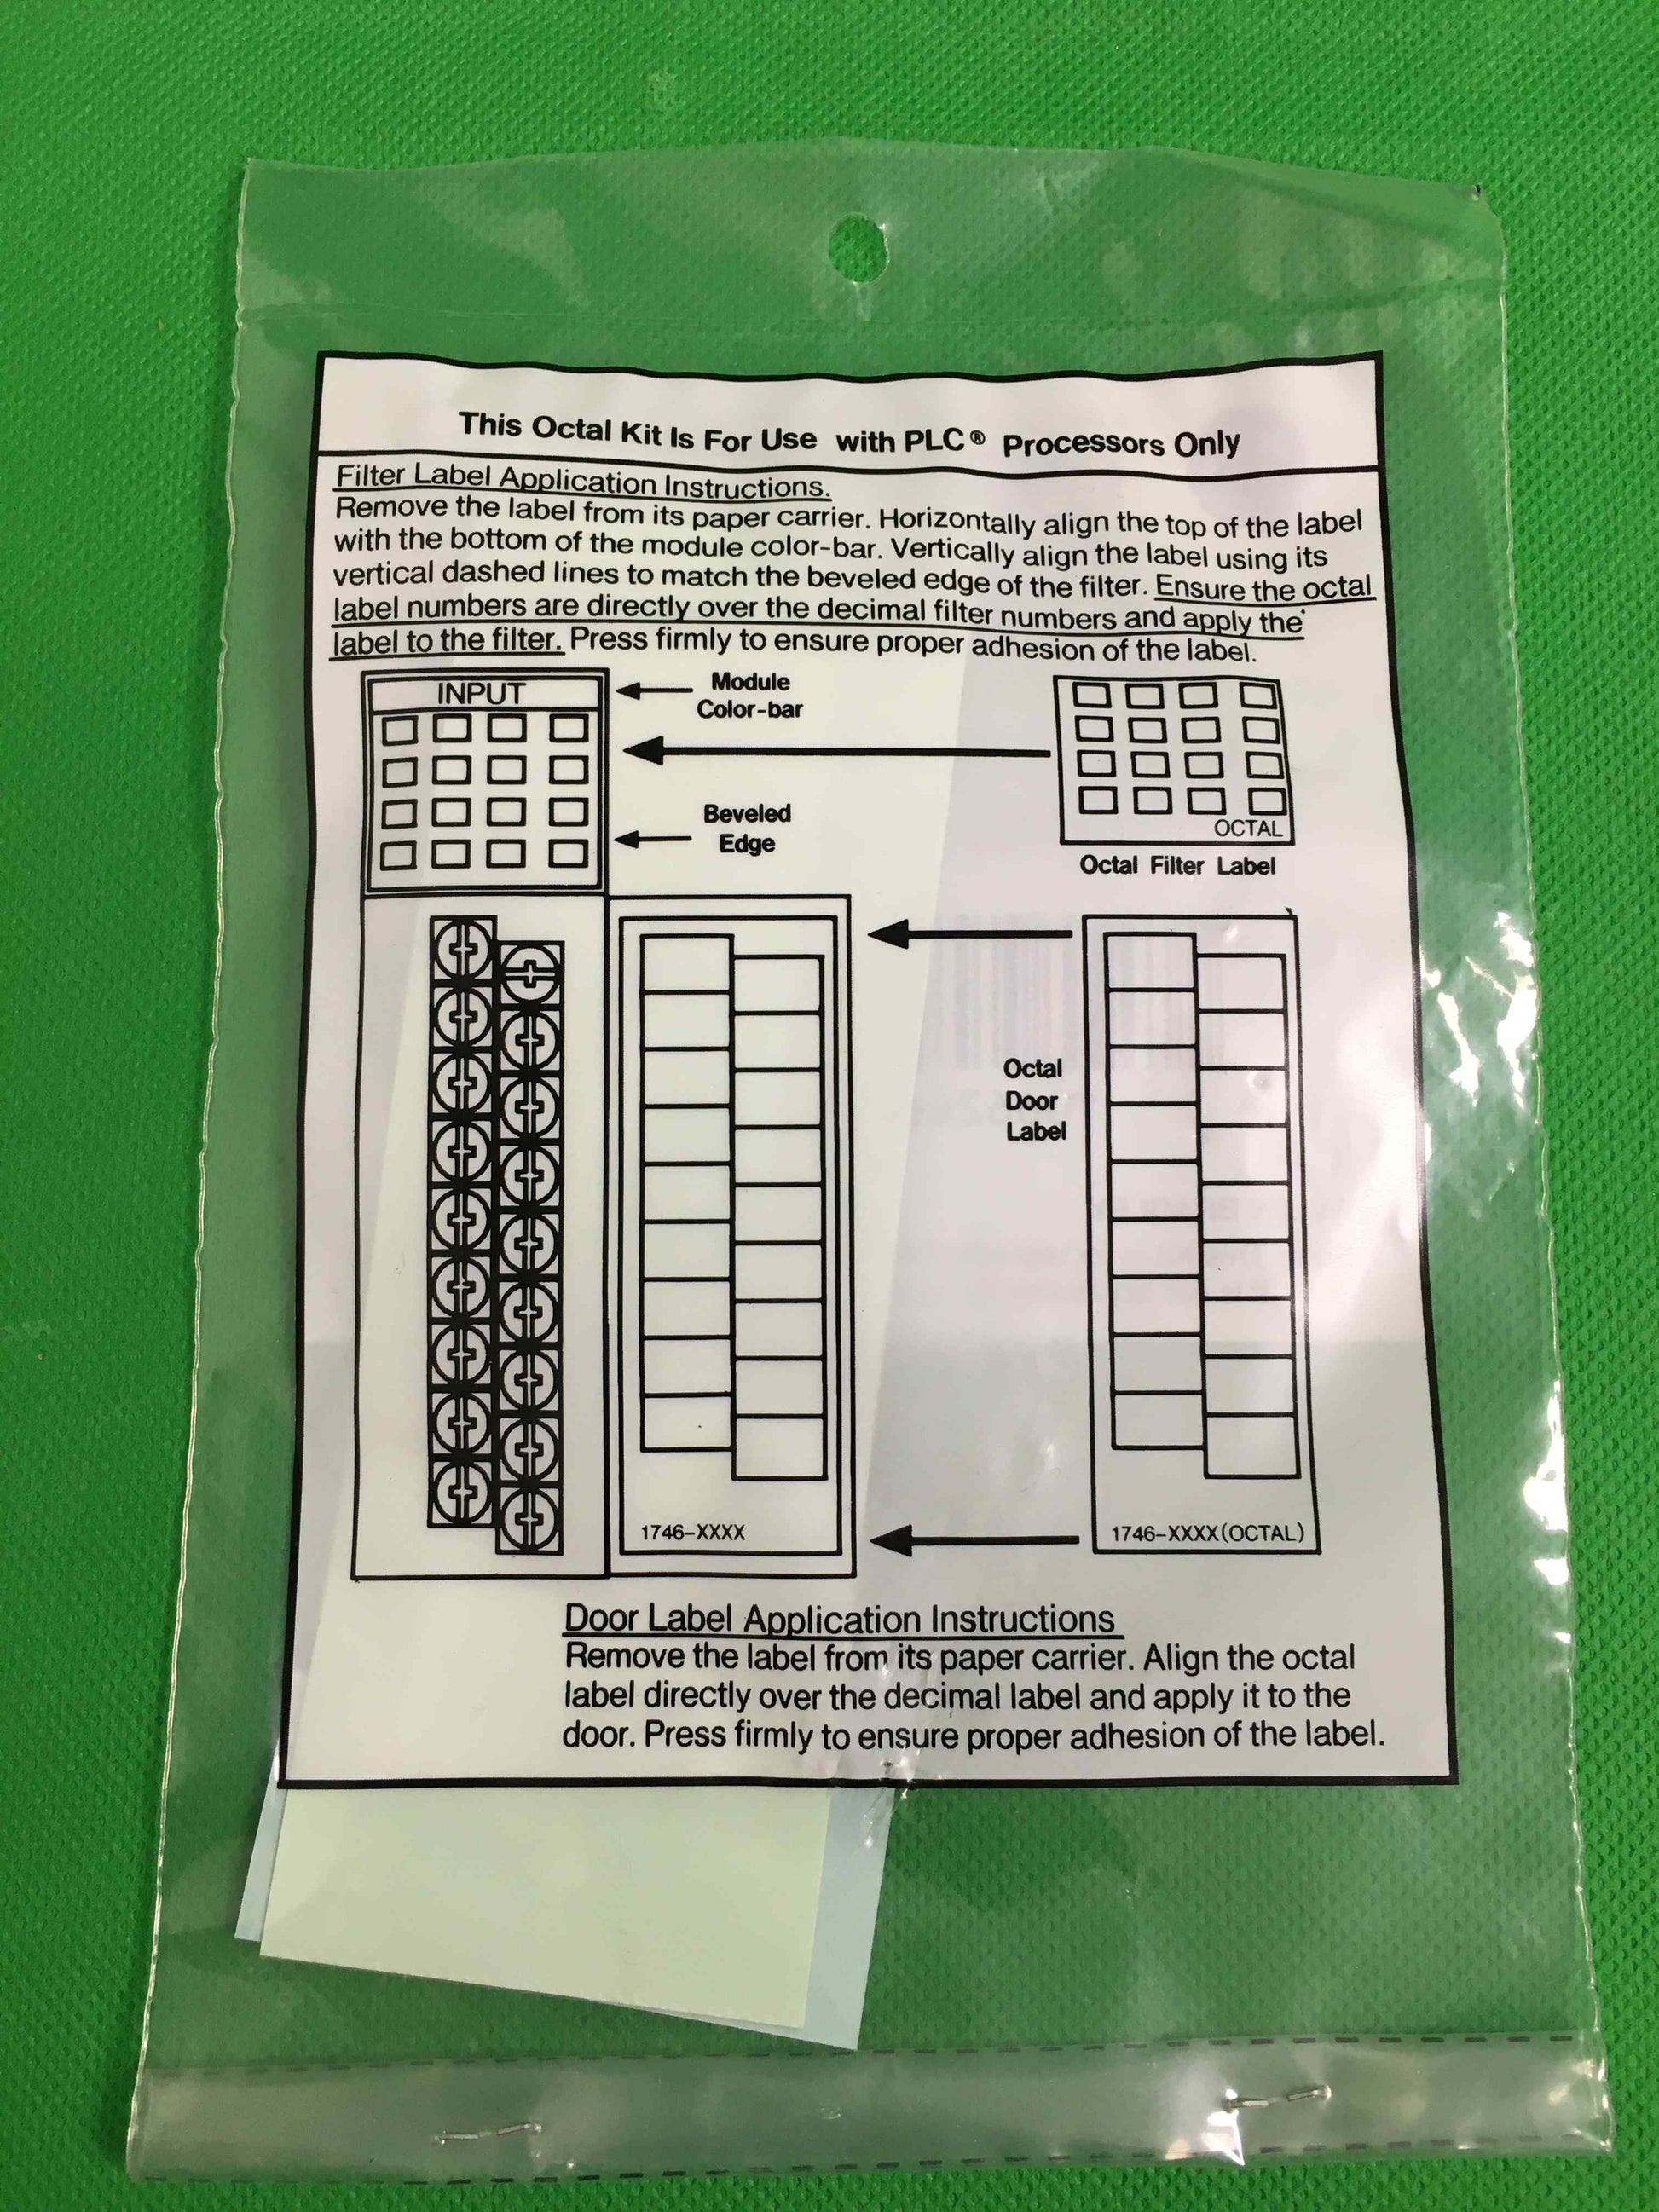 This Octal Kit Is For Use with PLC® Processors Only
Filter Label Application Instructions.
Remove the label from its paper carrier. Horizontally align the top of the label
with the bottom of the module color-bar. Vertically align the label using its
vertical dashed lines to match the beveled edge of the filter. Ensure the octal
label numbers are directly over the decimal filter numbers and apply the
label to the filter. Press firmly to ensure proper adhesion of the label.
INPUT
Module
Color-bar
Beveled
Edge
OCTAL
Octal Filter Label
Octal
Door
Label
1746-XXXX
1746-XXXX(OCTAL)
Door Label Application Instructions
Remove the label from its paper carrier. Align the octal
label directly over the decimal label and apply it to the
door. Press firmly to ensure proper adhesion of the label.